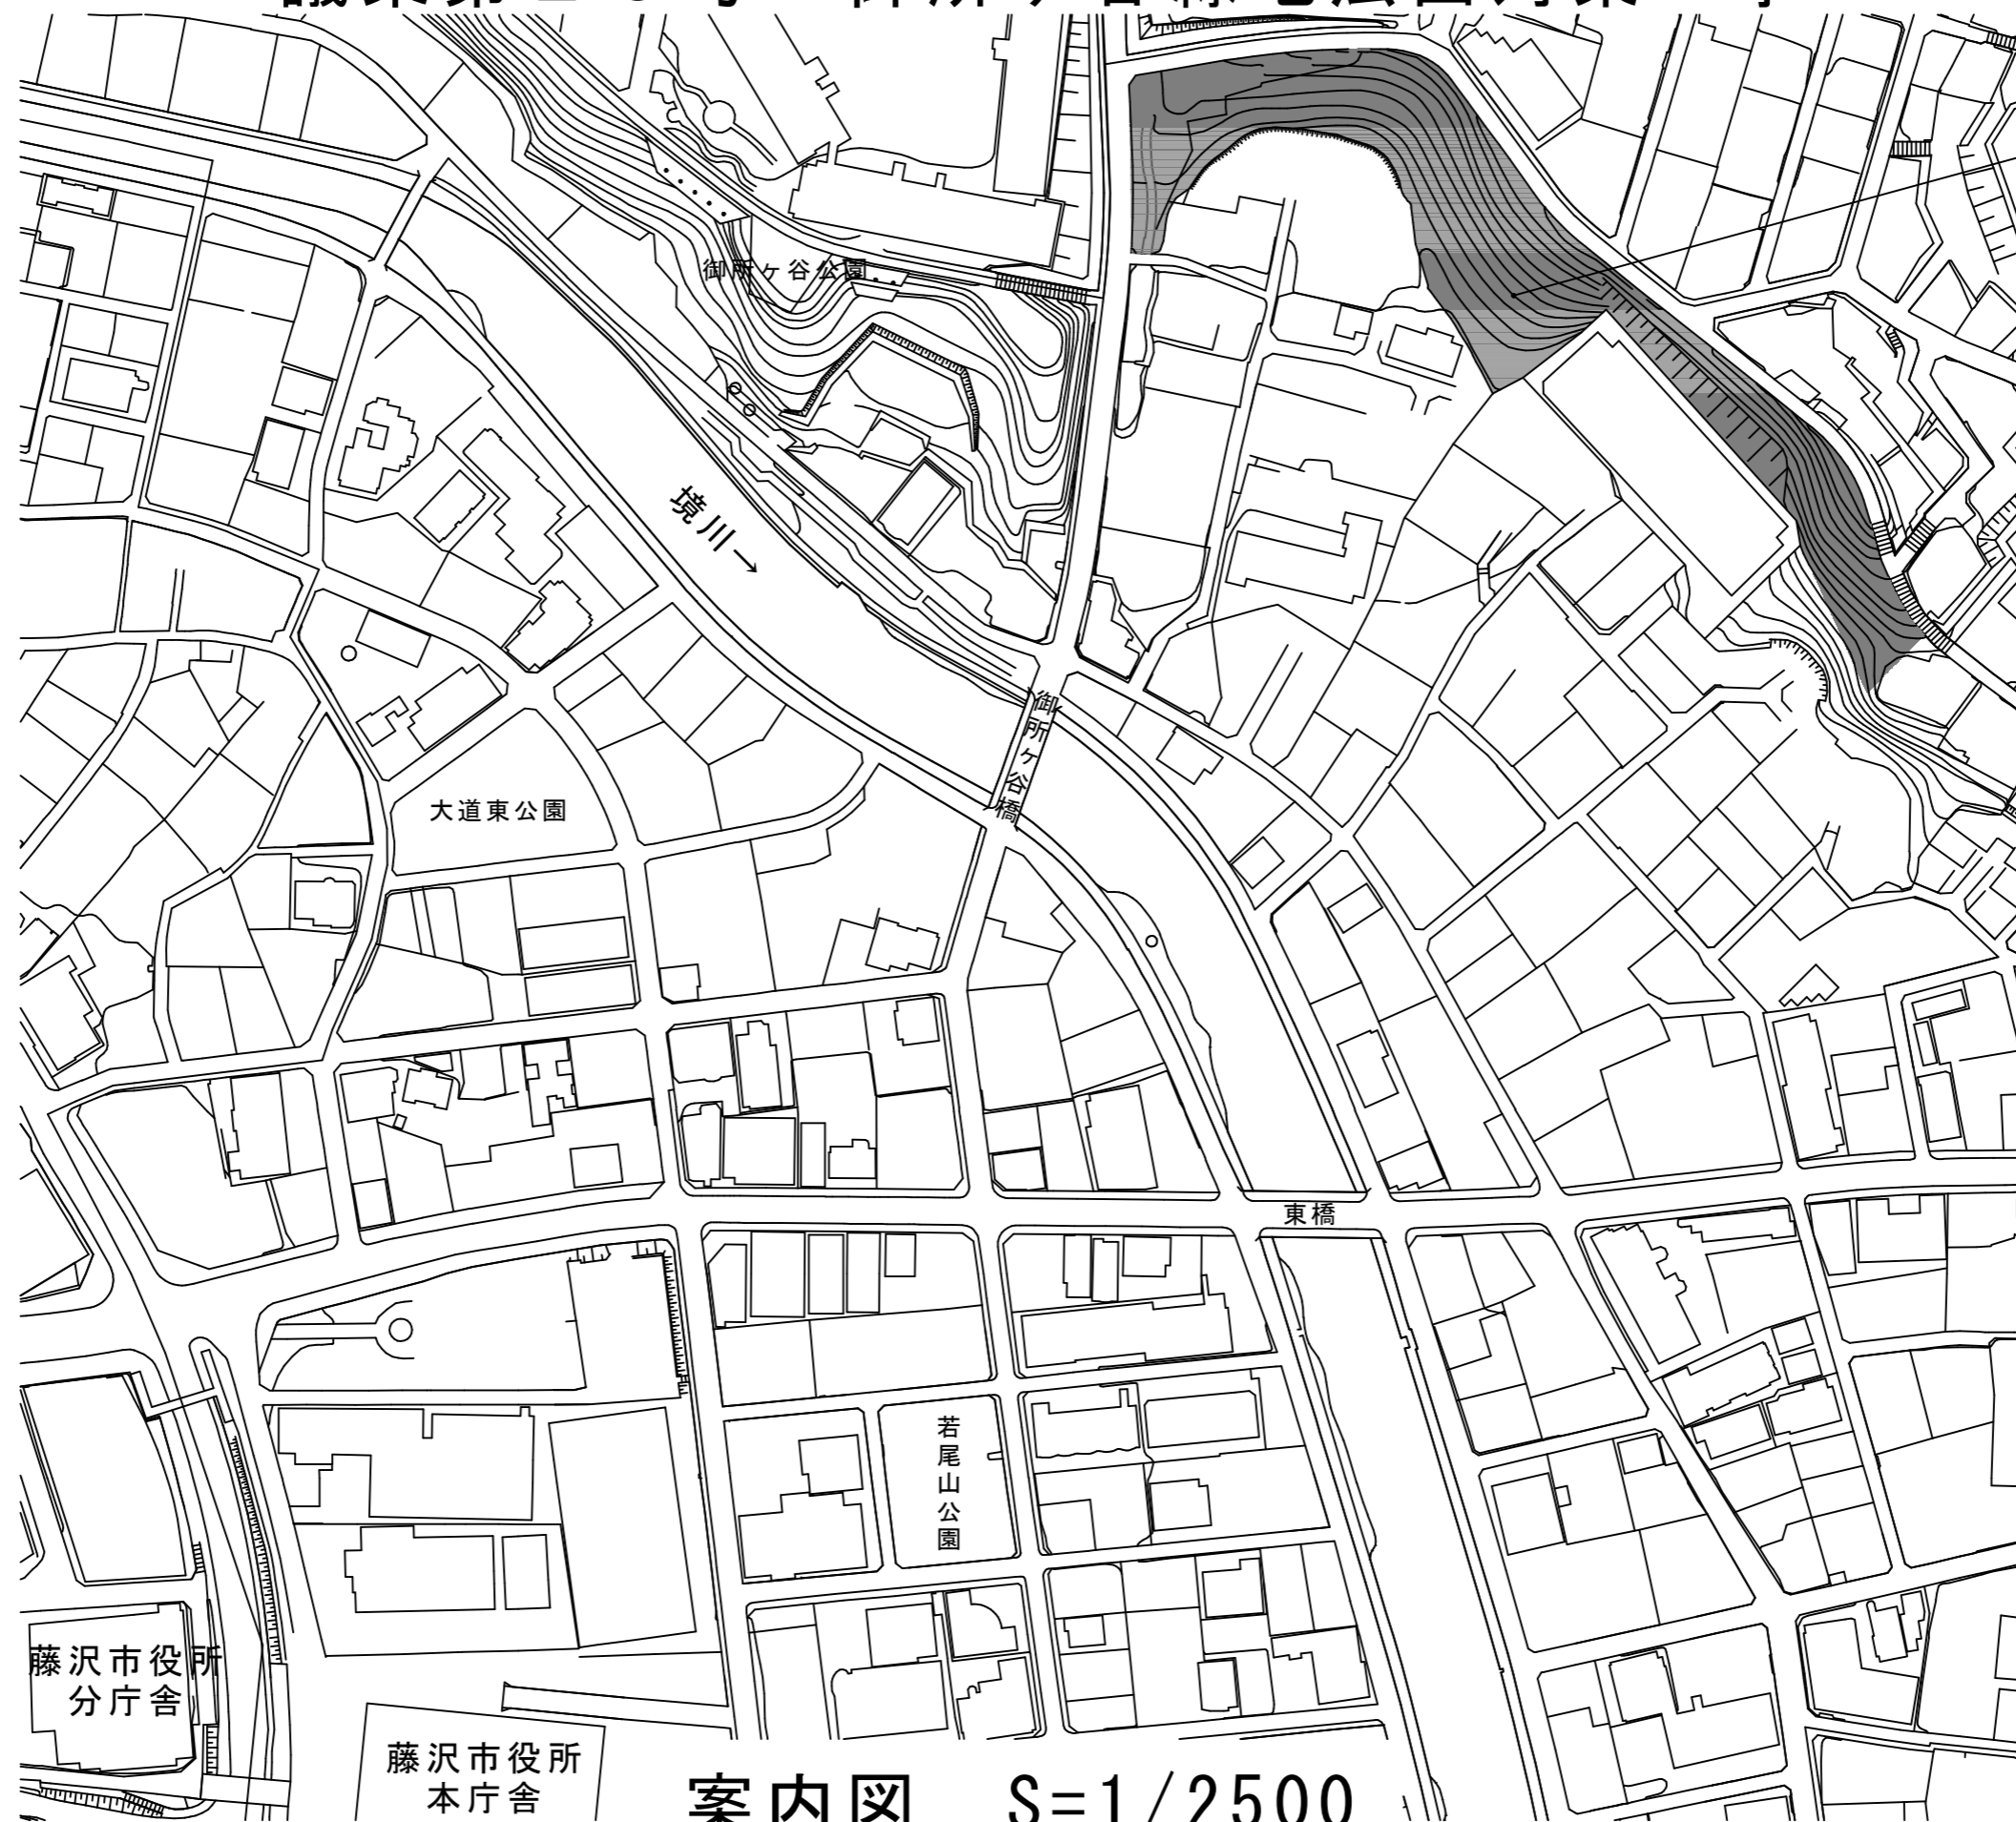 御所ヶ谷公園
境川→
御所ヶ谷橋
大道東公園
東橋
若尾山公園
藤沢市役所
分庁舎
藤沢市役所
本庁舎
案内図 S=1/2500